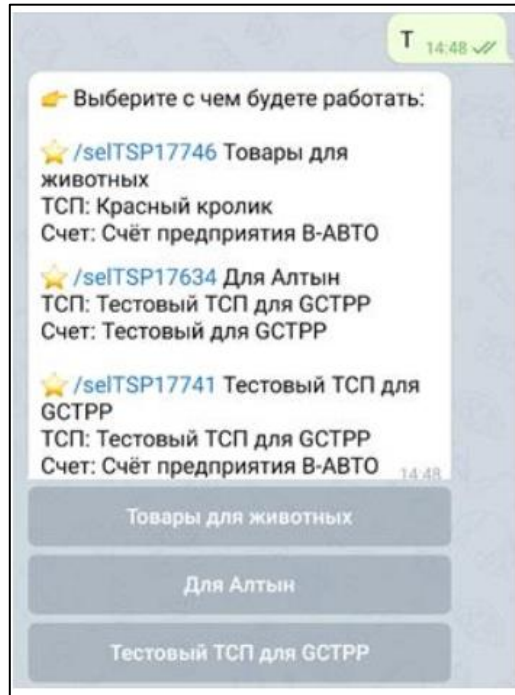 Т 14:48
👉 Выберите с чем будете работать:
⭐ /selTSP17746 Товары для
животных
ТСП: Красный кролик
Счет: Счёт предприятия В-АВТО
⭐ /selTSP17634 Для Алтын
ТСП: Тестовый ТСП для GCTPP
Счет: Тестовый для GCTPP
⭐ /selTSP17741 Тестовый ТСП для
GCTPP
ТСП: Тестовый ТСП для GCTPP
Счет: Счёт предприятия В-АВТО 14:48
Товары для животных
Для Алтын
Тестовый ТСП для GCTPP